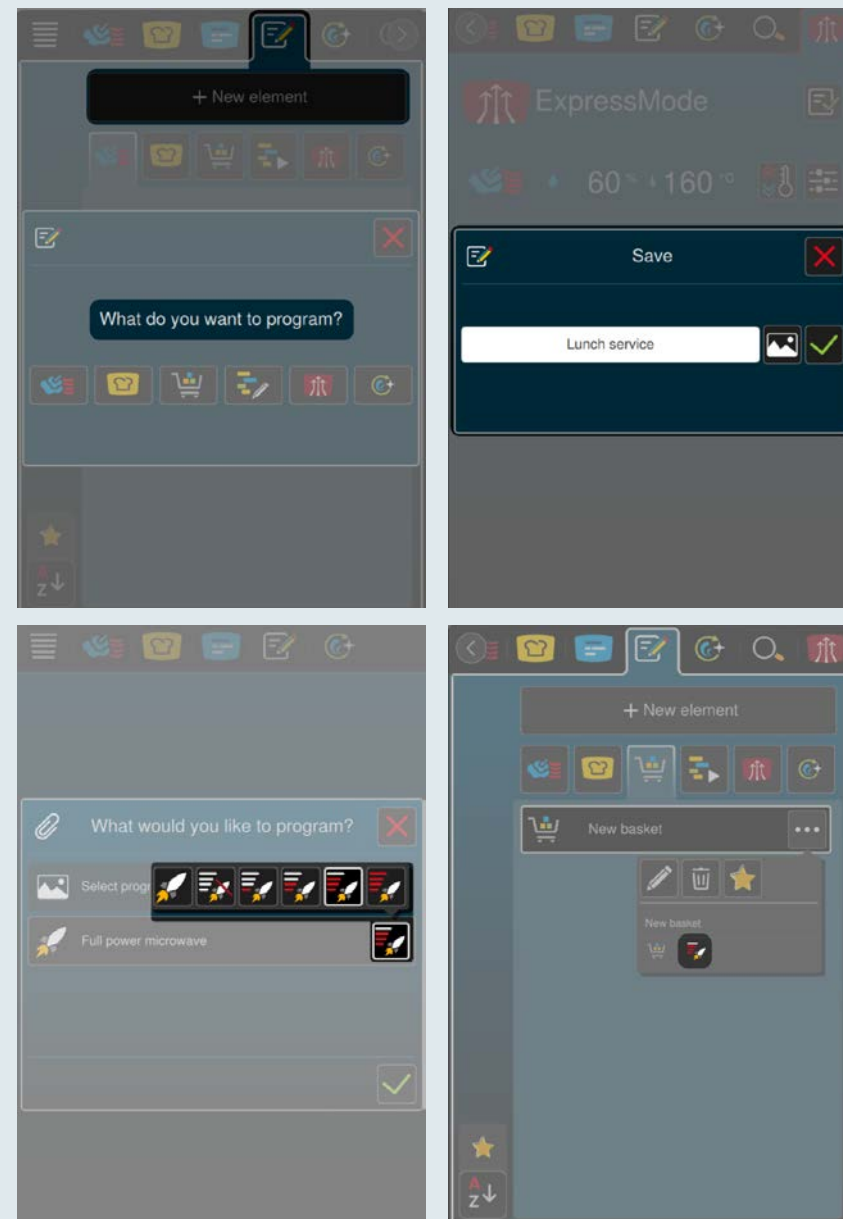 + New element
What do you want to program?
A
Z
ExpressMode
60 % 160 °C
Save
Lunch service
What would you like to program?
Select progr
Full power microwave
+ New element
New basket
New basket
A
Z